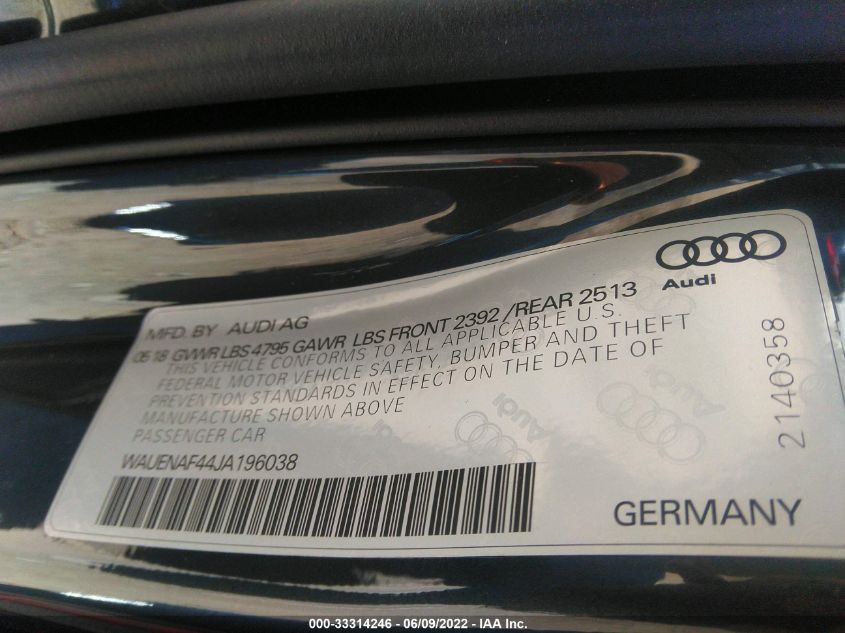 Audi
MFD. BY AUDI AG
05 18 GVWR LBS 4795 GAWR LBS FRONT 2392 /REAR 2513
THIS VEHICLE CONFORMS TO ALL APPLICABLE U.S.
FEDERAL MOTOR VEHICLE SAFETY, BUMPER AND THEFT
PREVENTION STANDARDS IN EFFECT ON THE DATE OF
MANUFACTURE SHOWN ABOVE
PASSENGER CAR
WAUENAF44JA196038
2140358
GERMANY
Audi
Audi
000-33314246 - 06/09/2022 - IAA Inc.